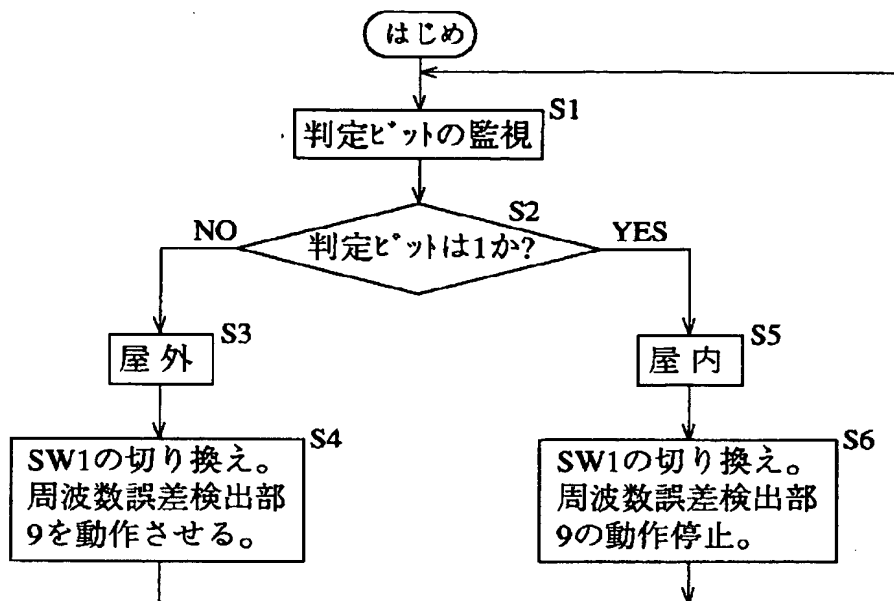 はじめ
S1
判定ビットの監視
S2
NO
判定ビットは1か?
YES
S3
屋外
S5
屋内
S4
SW1の切り換え。
周波数誤差検出部
9を動作させる。
S6
SW1の切り換え。
周波数誤差検出部
9の動作停止。